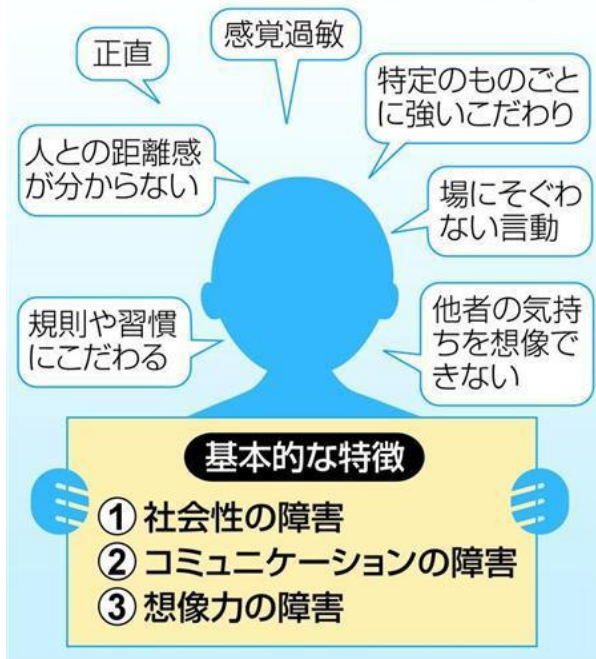 感覚過敏
正直
特定のものごと
に強いこだわり
人との距離感
が分からない
場にそぐわ
ない言動
規則や習慣
にこだわる
他者の気持
ちを想像で
きない
基本的な特徴
① 社会性の障害
② コミュニケーションの障害
③ 想像力の障害